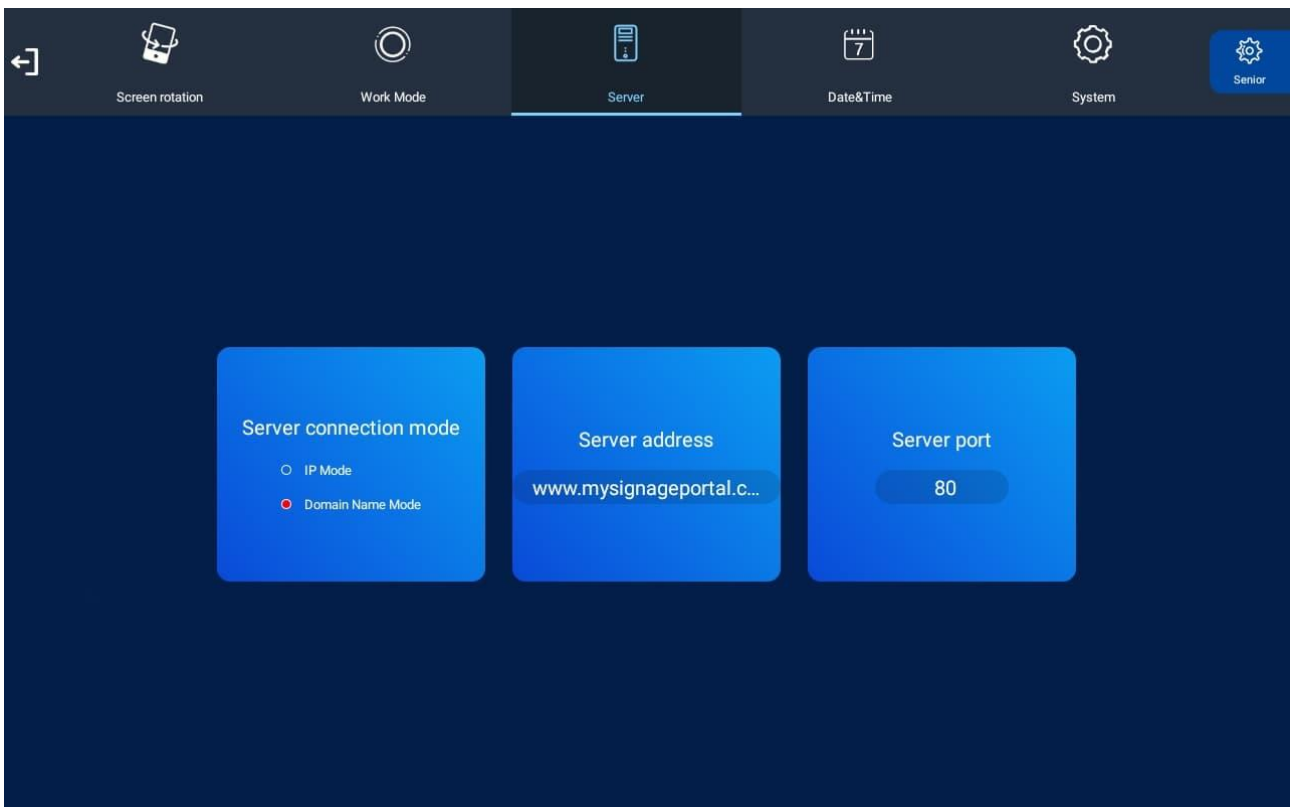 7
Screen rotation
Work Mode
Server
Date&Time
System
Senior
Server connection mode
IP Mode
Domain Name Mode
Server address
www.mysignageportal.c...
Server port
80